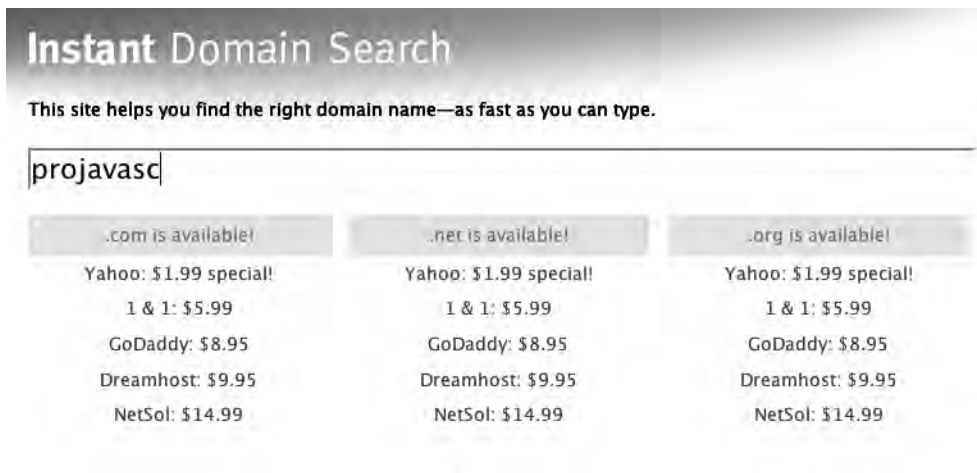 Instant Domain Search
This site helps you find the right domain name—as fast as you can type.
projavasc
.com is available!
.net is available!
.org is available!
Yahoo: $1.99 special!
Yahoo: $1.99 special!
Yahoo: $1.99 special!
1 & 1: $5.99
1 & 1: $5.99
1 & 1: $5.99
GoDaddy: $8.95
GoDaddy: $8.95
GoDaddy: $8.95
Dreamhost: $9.95
Dreamhost: $9.95
Dreamhost: $9.95
NetSol: $14.99
NetSol: $14.99
NetSol: $14.99